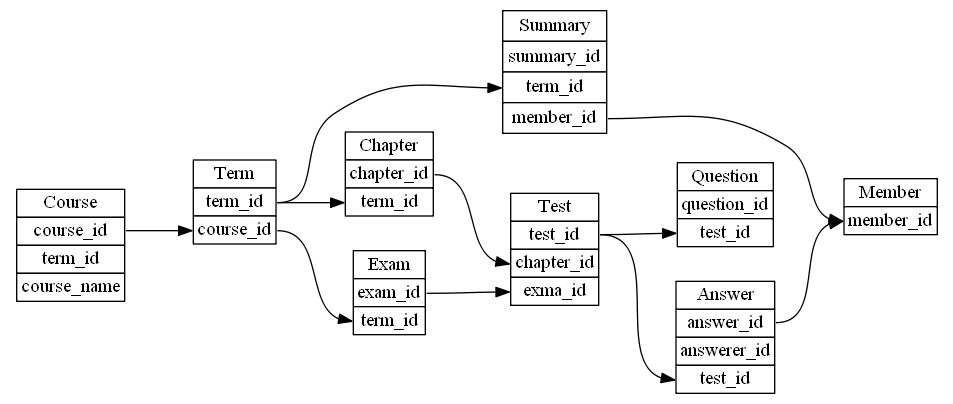 Course
course_id
term_id
course_name
Term
term_id
course_id
Chapter
chapter_id
term_id
Exam
exam_id
term_id
Summary
summary_id
term_id
member_id
Test
test_id
chapter_id
exma_id
Question
question_id
test_id
Answer
answer_id
answerer_id
test_id
Member
member_id